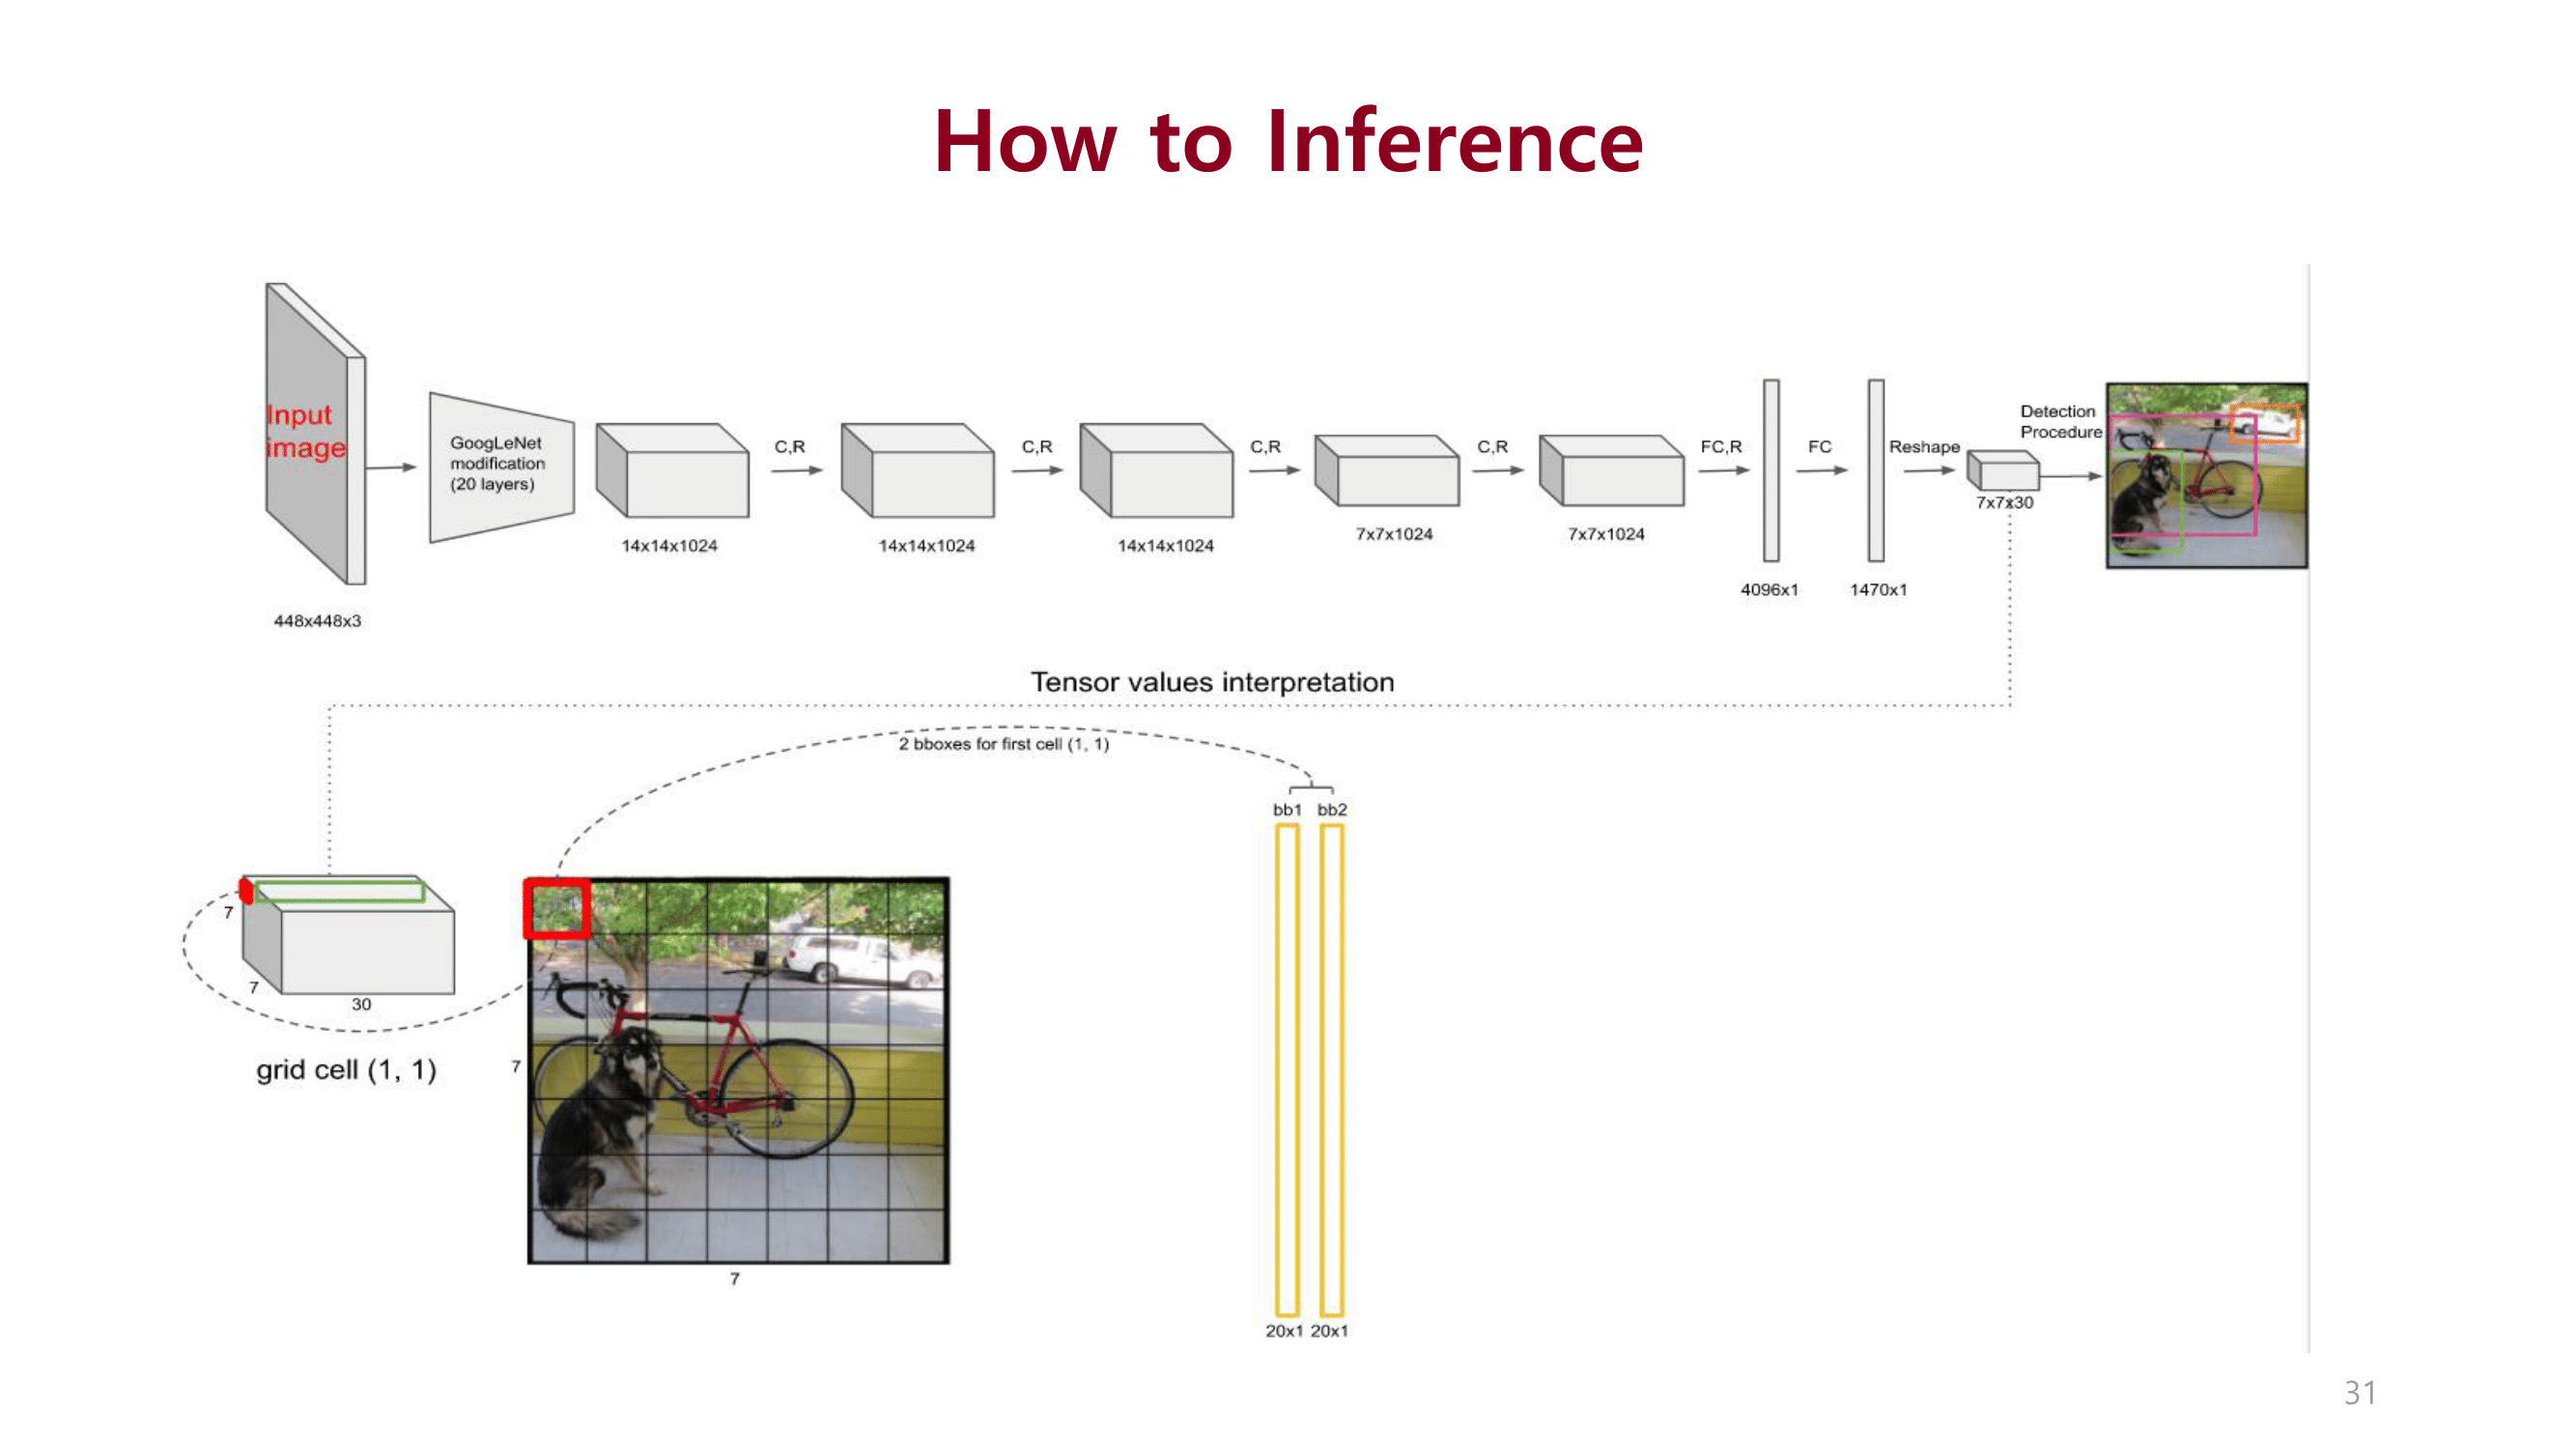 How to Inference
Input
image
448x448x3
GoogLeNet
modification
(20 layers)
14x14x1024
C,R
14x14x1024
C,R
14x14x1024
C,R
7x7x1024
C,R
7x7x1024
FC,R
4096x1
FC
1470x1
Reshape
7x7x30
Detection
Procedure
Tensor values interpretation
2 bboxes for first cell (1, 1)
bb1 bb2
7
7
30
grid cell (1, 1)
7
7
20x1 20x1
31